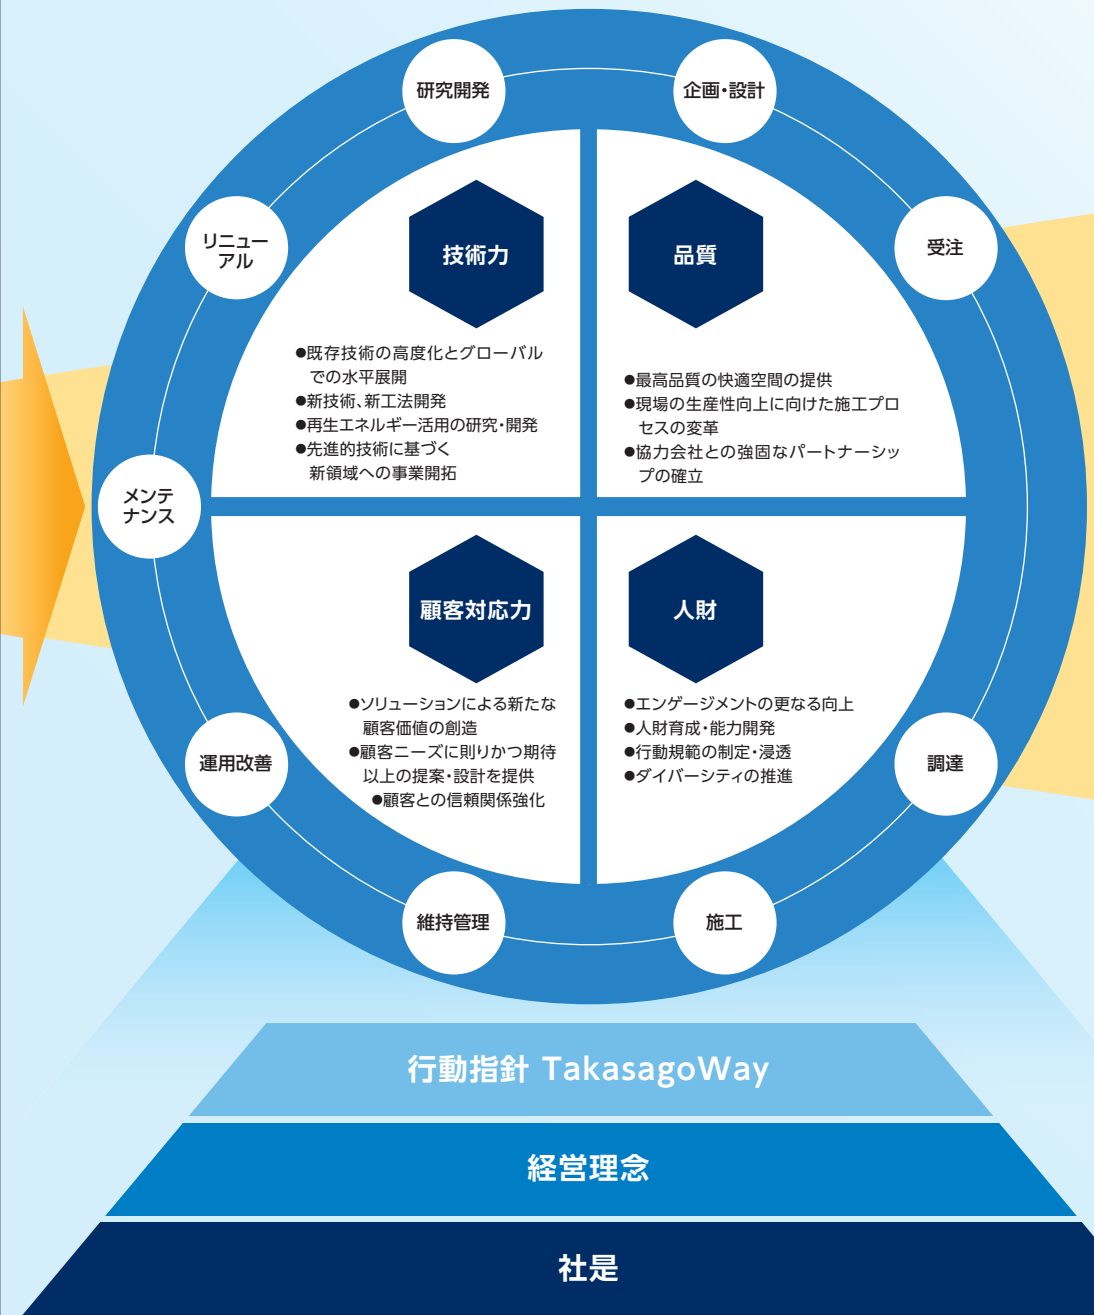 研究開発
企画・設計
リニュー
アル
受注
技術力
品質
●既存技術の高度化とグローバル
での水平展開
●新技術、新工法開発
●再生エネルギー活用の研究・開発
●先進的技術に基づく
新領域への事業開拓
●最高品質の快適空間の提供
●現場の生産性向上に向けた施工プロ
セスの変革
●協力会社との強固なパートナーシッ
プの確立
メンテ
ナンス
顧客対応力
人財
●ソリューションによる新たな
顧客価値の創造
●顧客ニーズに則りかつ期待
以上の提案・設計を提供
●顧客との信頼関係強化
●エンゲージメントの更なる向上
●人財育成・能力開発
●行動規範の制定・浸透
●ダイバーシティの推進
運用改善
調達
維持管理
施工
行動指針 TakasagoWay
経営理念
社是